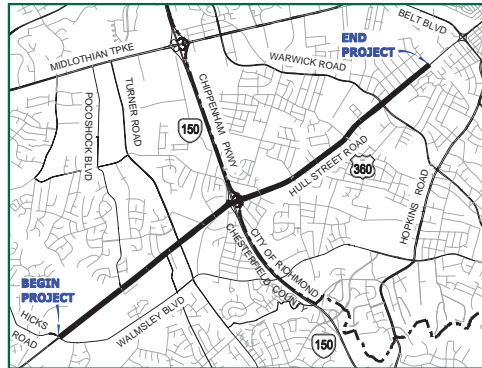 BELT BLVD
END
PROJECT
MIDLOTHIAN TPKE
WARWICK ROAD
CHIPPENHAM PKWY
TURNER ROAD
POCOSHOCK BLVD
150
HULL STREET ROAD
360
HOPKINS ROAD
CITY OF RICHMOND
CHESTERFIELD COUNTY
BEGIN
PROJECT
HICKS
ROAD
WALMSLEY BLVD
150